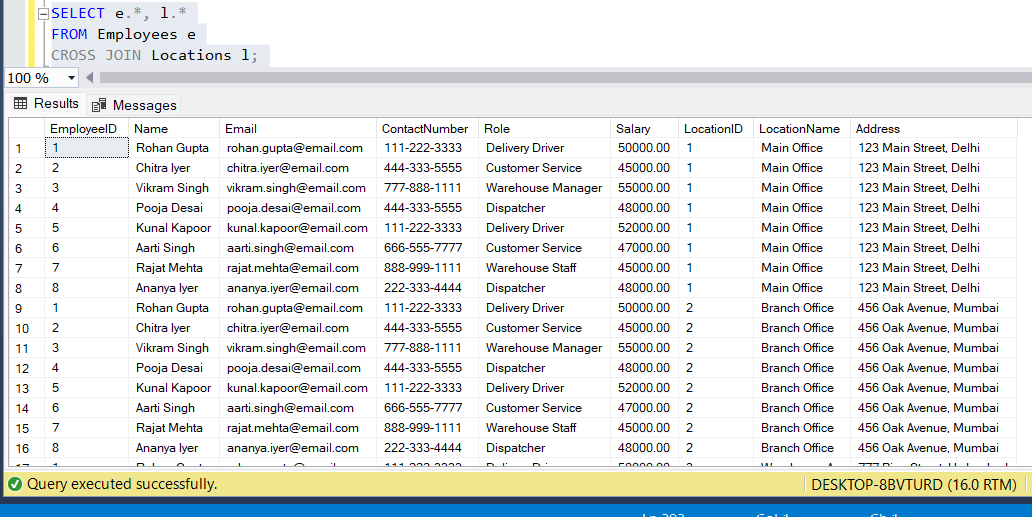 SELECT e.*, l.*
FROM Employees e
CROSS JOIN Locations l;
100 %
Results Messages
EmployeeID Name Email ContactNumber Role Salary LocationID LocationName Address
1 1 Rohan Gupta rohan.gupta@email.com 111-222-3333 Delivery Driver 50000.00 1 Main Office 123 Main Street, Delhi
2 2 Chitra Iyer chitra.iyer@email.com 444-333-5555 Customer Service 45000.00 1 Main Office 123 Main Street, Delhi
3 3 Vikram Singh vikram.singh@email.com 777-888-1111 Warehouse Manager 55000.00 1 Main Office 123 Main Street, Delhi
4 4 Pooja Desai pooja.desai@email.com 444-333-5555 Dispatcher 48000.00 1 Main Office 123 Main Street, Delhi
5 5 Kunal Kapoor kunal.kapoor@email.com 111-222-3333 Delivery Driver 52000.00 1 Main Office 123 Main Street, Delhi
6 6 Aarti Singh aarti.singh@email.com 666-555-7777 Customer Service 47000.00 1 Main Office 123 Main Street, Delhi
7 7 Rajat Mehta rajat.mehta@email.com 888-999-1111 Warehouse Staff 45000.00 1 Main Office 123 Main Street, Delhi
8 8 Ananya Iyer ananya.iyer@email.com 222-333-4444 Dispatcher 48000.00 1 Main Office 123 Main Street, Delhi
9 1 Rohan Gupta rohan.gupta@email.com 111-222-3333 Delivery Driver 50000.00 2 Branch Office 456 Oak Avenue, Mumbai
10 2 Chitra Iyer chitra.iyer@email.com 444-333-5555 Customer Service 45000.00 2 Branch Office 456 Oak Avenue, Mumbai
11 3 Vikram Singh vikram.singh@email.com 777-888-1111 Warehouse Manager 55000.00 2 Branch Office 456 Oak Avenue, Mumbai
12 4 Pooja Desai pooja.desai@email.com 444-333-5555 Dispatcher 48000.00 2 Branch Office 456 Oak Avenue, Mumbai
13 5 Kunal Kapoor kunal.kapoor@email.com 111-222-3333 Delivery Driver 52000.00 2 Branch Office 456 Oak Avenue, Mumbai
14 6 Aarti Singh aarti.singh@email.com 666-555-7777 Customer Service 47000.00 2 Branch Office 456 Oak Avenue, Mumbai
15 7 Rajat Mehta rajat.mehta@email.com 888-999-1111 Warehouse Staff 45000.00 2 Branch Office 456 Oak Avenue, Mumbai
16 8 Ananya Iyer ananya.iyer@email.com 222-333-4444 Dispatcher 48000.00 2 Branch Office 456 Oak Avenue, Mumbai
Query executed successfully. DESKTOP-8BVTURD (16.0 RTM)